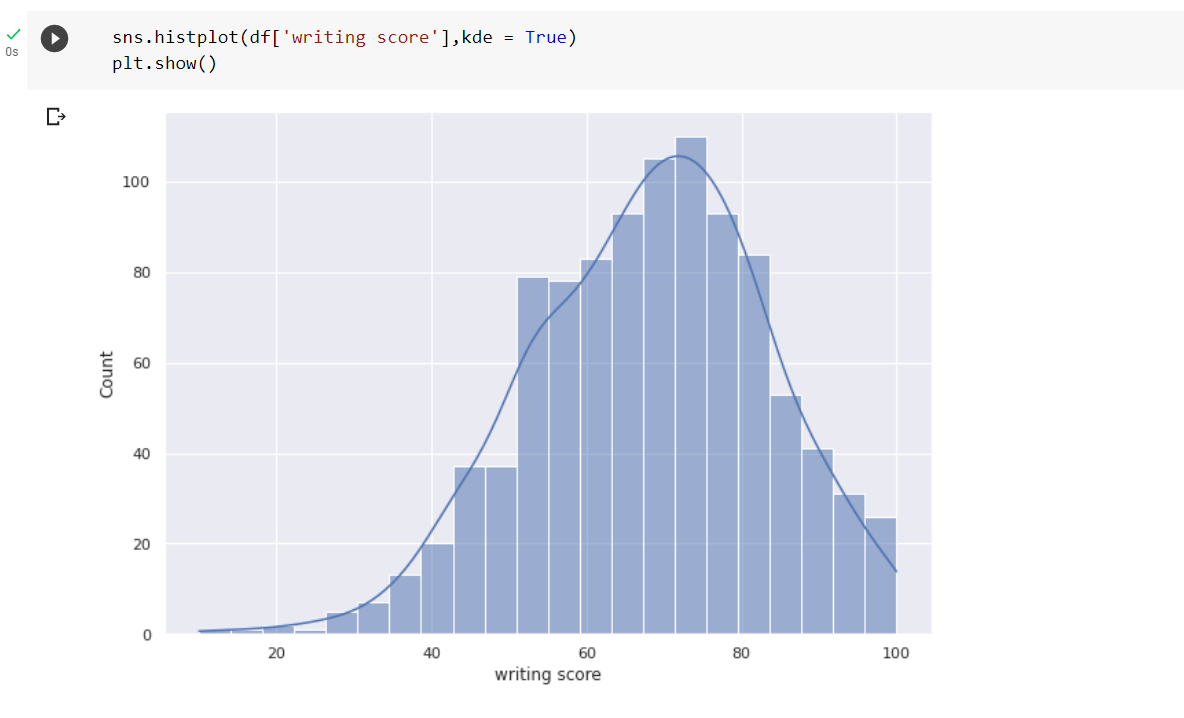 sns.histplot(df['writing score'],kde = True)
0s
plt.show()
100
80
60
40
20
0
Count
20 40 60 80 100
writing score